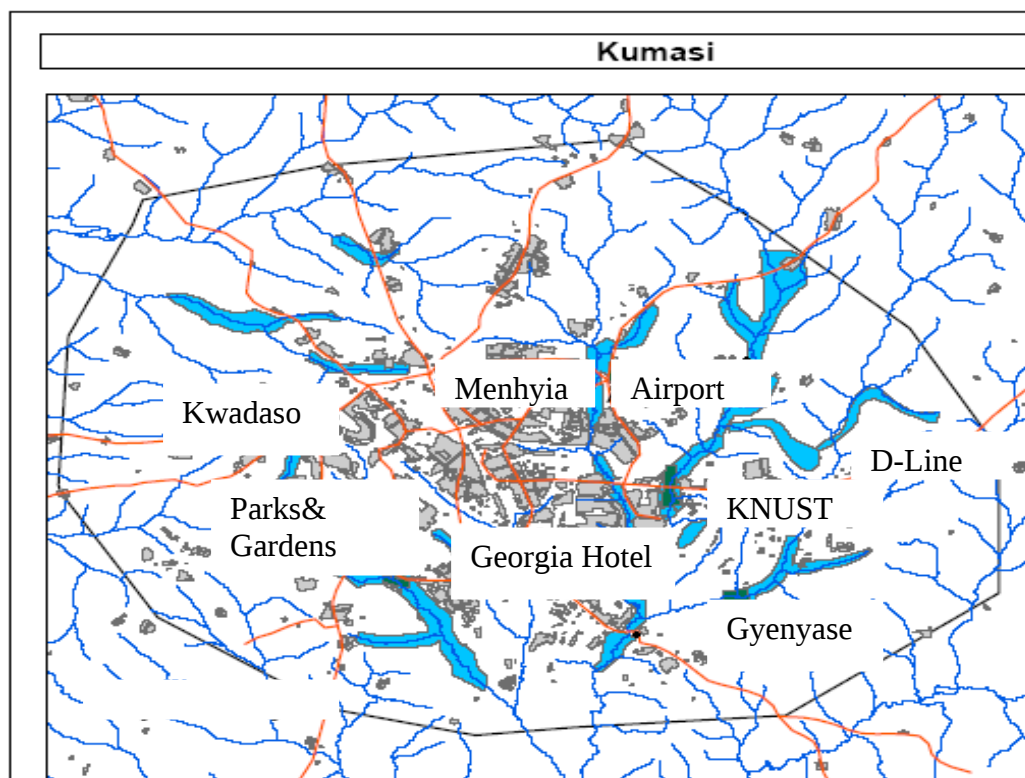 Kumasi
Menhyia
Airport
Kwadaso
D-Line
Parks&
Gardens
KNUST
Georgia Hotel
Gyenyase